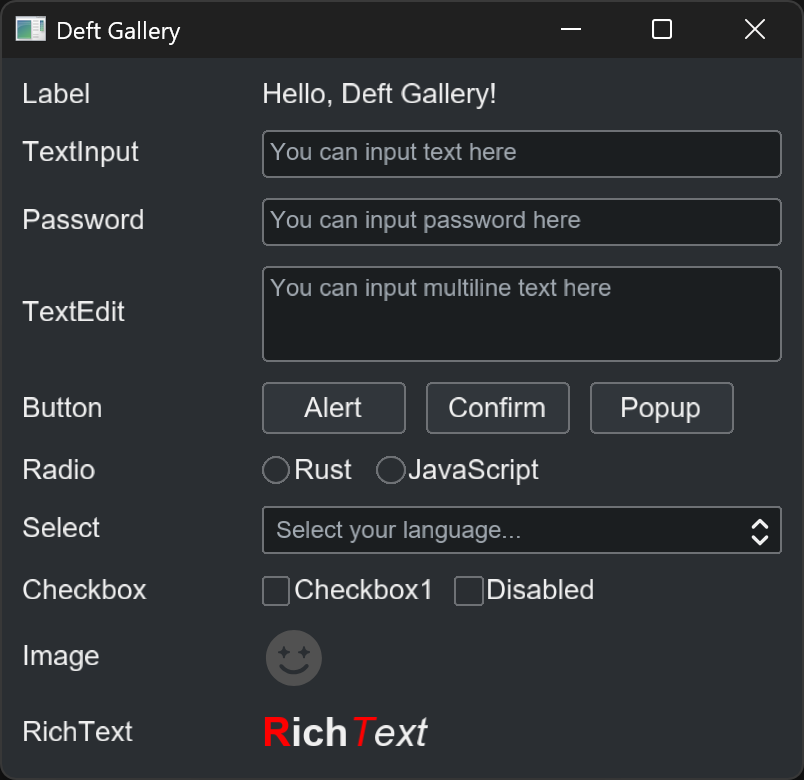 Deft Gallery
Label Hello, Deft Gallery!
TextInput You can input text here
Password You can input password here
TextEdit You can input multiline text here
Button Alert Confirm Popup
Radio Rust JavaScript
Select Select your language...
Checkbox Checkbox1 Disabled
Image
RichText RichText